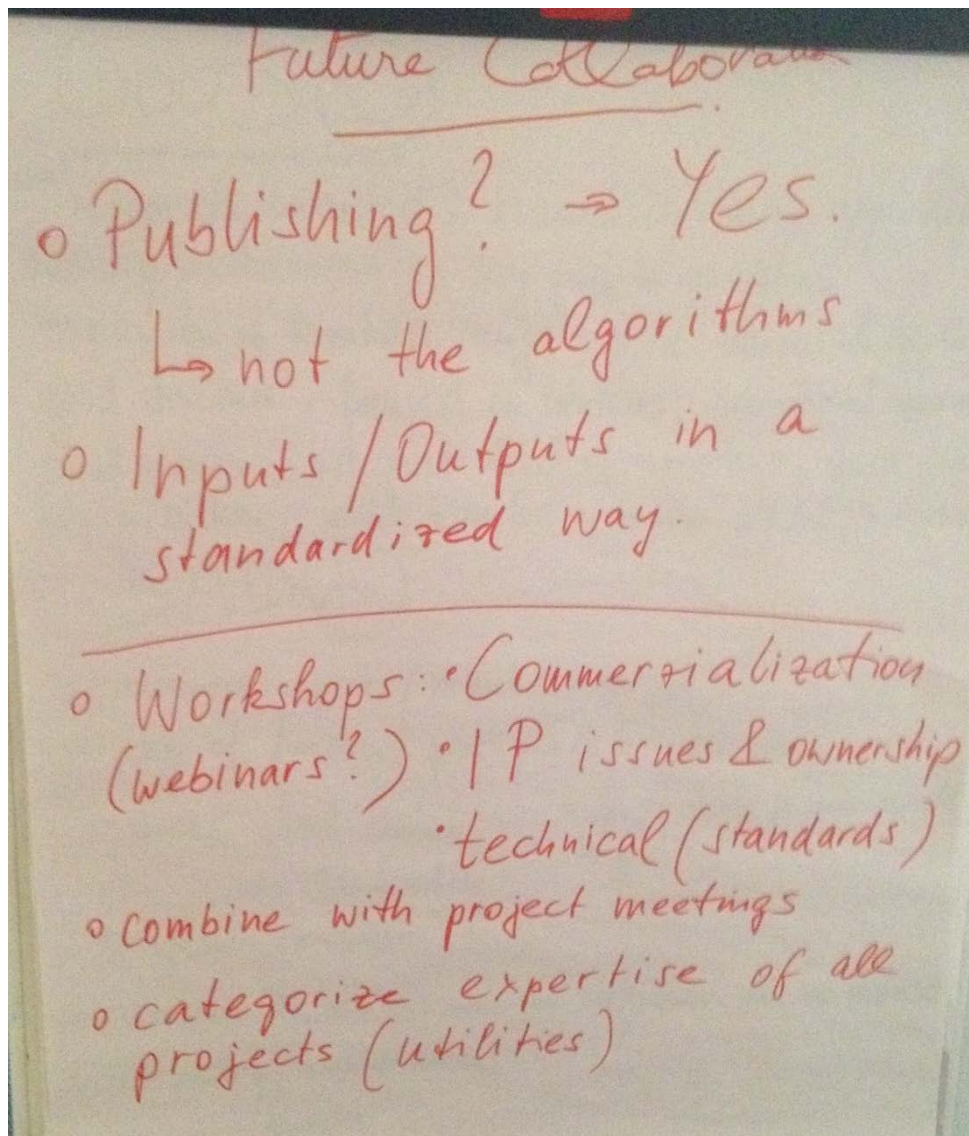 Future Collaboration
o Publishing? → Yes.
↳ not the algorithms
o Inputs / Outputs in a
standardized way.
o Workshops: • Commerzialization
(webinars?) • IP issues & ownership
• technical (standards)
o combine with project meetings
o categorize expertise of all
projects (utilities)